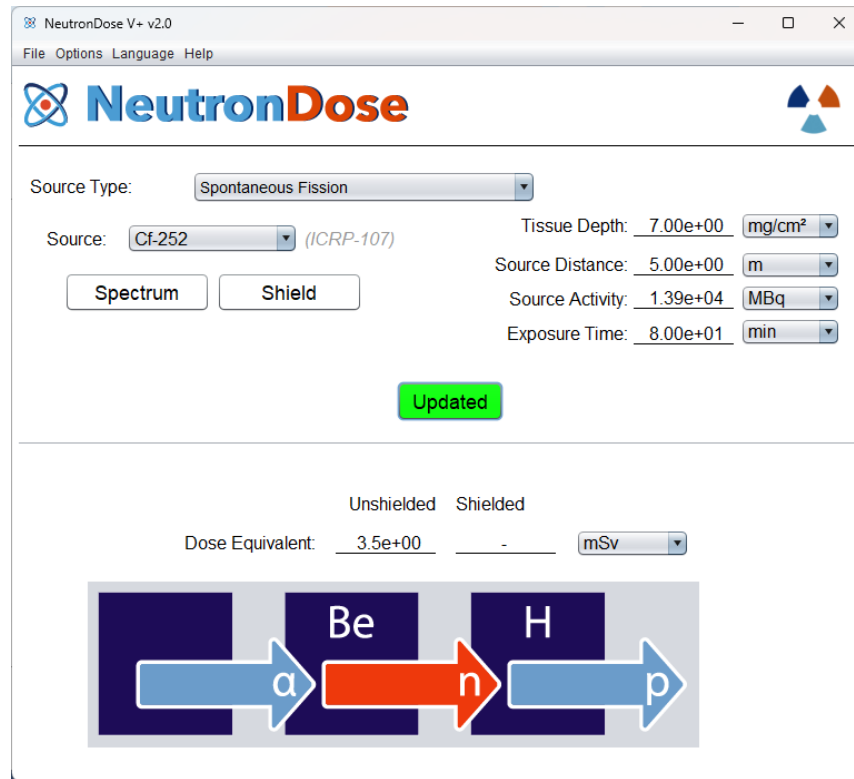 NeutronDose V+ v2.0
File Options Language Help
NeutronDose
Source Type: Spontaneous Fission
Source: Cf-252 (ICRP-107)
Spectrum Shield
Tissue Depth: 7.00e+00 mg/cm²
Source Distance: 5.00e+00 m
Source Activity: 1.39e+04 MBq
Exposure Time: 8.00e+01 min
Updated
Unshielded Shielded
Dose Equivalent: 3.5e+00 - mSv
Be H
α n p